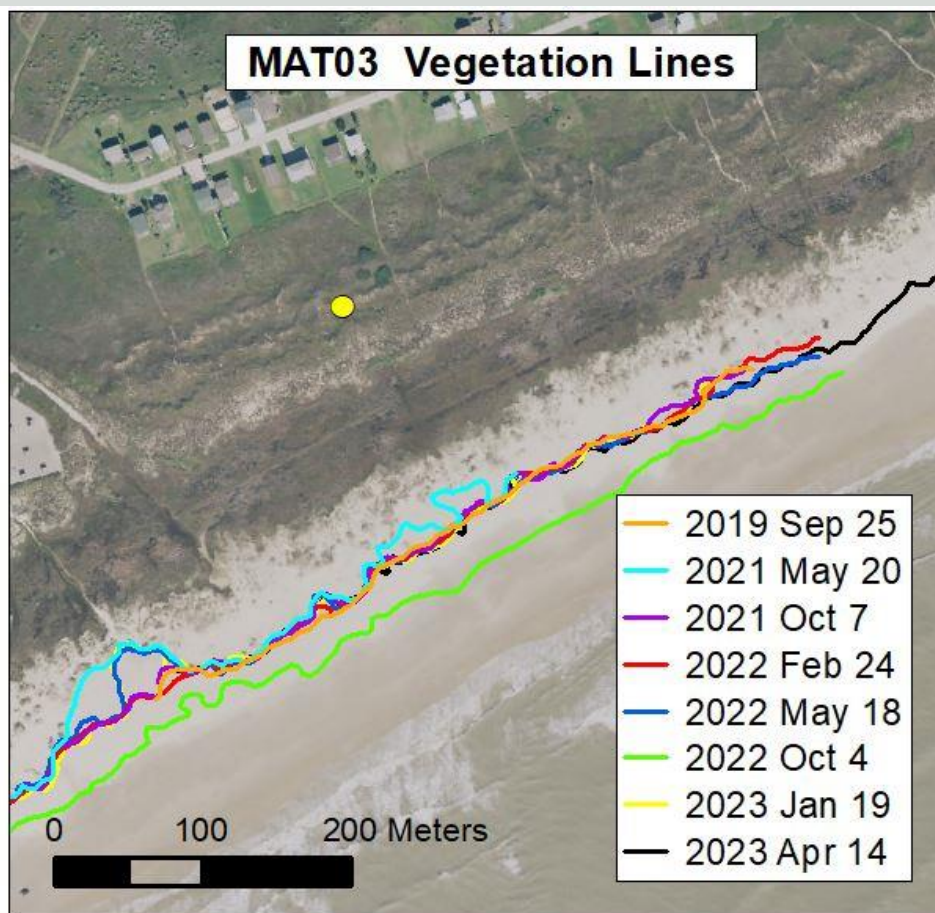 MAT03 Vegetation Lines
2019 Sep 25
2021 May 20
2021 Oct 7
2022 Feb 24
2022 May 18
2022 Oct 4
2023 Jan 19
2023 Apr 14
0 100 200 Meters